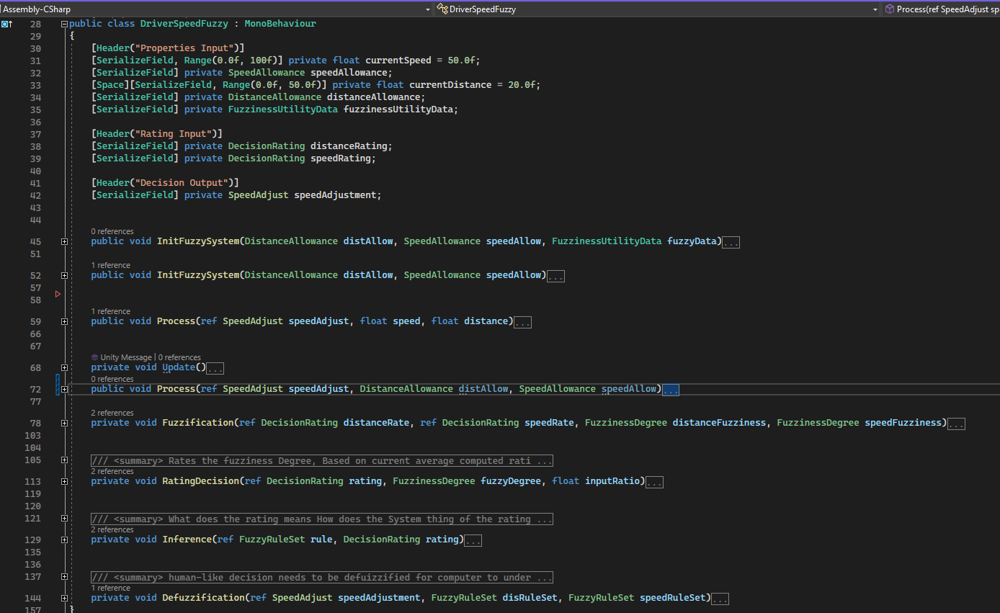 Assembly-CSharp DriverSpeedFuzzy Process(ref SpeedAdjust sp
28 public class DriverSpeedFuzzy : MonoBehaviour
29 {
30 [Header("Properties Input")]
31 [SerializeField, Range(0.0f, 100f)] private float currentSpeed = 50.0f;
32 [SerializeField] private SpeedAllowance speedAllowance;
33 [Space][SerializeField, Range(0.0f, 50.0f)] private float currentDistance = 20.0f;
34 [SerializeField] private DistanceAllowance distanceAllowance;
35 [SerializeField] private FuzzinessUtilityData fuzzinessUtilityData;
36
37 [Header("Rating Input")]
38 [SerializeField] private DecisionRating distanceRating;
39 [SerializeField] private DecisionRating speedRating;
40
41 [Header("Decision Output")]
42 [SerializeField] private SpeedAdjust speedAdjustment;
43
44
0 references
45 public void InitFuzzySystem(DistanceAllowance distAllow, SpeedAllowance speedAllow, FuzzinessUtilityData fuzzyData)...
51
1 reference
52 public void InitFuzzySystem(DistanceAllowance distAllow, SpeedAllowance speedAllow)...
57
58
1 reference
59 public void Process(ref SpeedAdjust speedAdjust, float speed, float distance)...
66
67
Unity Message | 0 references
68 private void Update()...
0 references
72 public void Process(ref SpeedAdjust speedAdjust, DistanceAllowance distAllow, SpeedAllowance speedAllow)...
77
2 references
78 private void Fuzzification(ref DecisionRating distanceRate, ref DecisionRating speedRate, FuzzinessDegree distanceFuzziness, FuzzinessDegree speedFuzziness)...
103
104
105 /// <summary> Rates the fuzziness Degree, Based on current average computed rati ...
2 references
113 private void RatingDecision(ref DecisionRating rating, FuzzinessDegree fuzzyDegree, float inputRatio)...
119
120
121 /// <summary> What does the rating means How does the System thing of the rating ...
2 references
129 private void Inference(ref FuzzyRuleSet rule, DecisionRating rating)...
135
136
137 /// <summary> human-like decision needs to be defuizzified for computer to under ...
1 reference
144 private void Defuzzification(ref SpeedAdjust speedAdjustment, FuzzyRuleSet disRuleSet, FuzzyRuleSet speedRuleSet)...
157 }